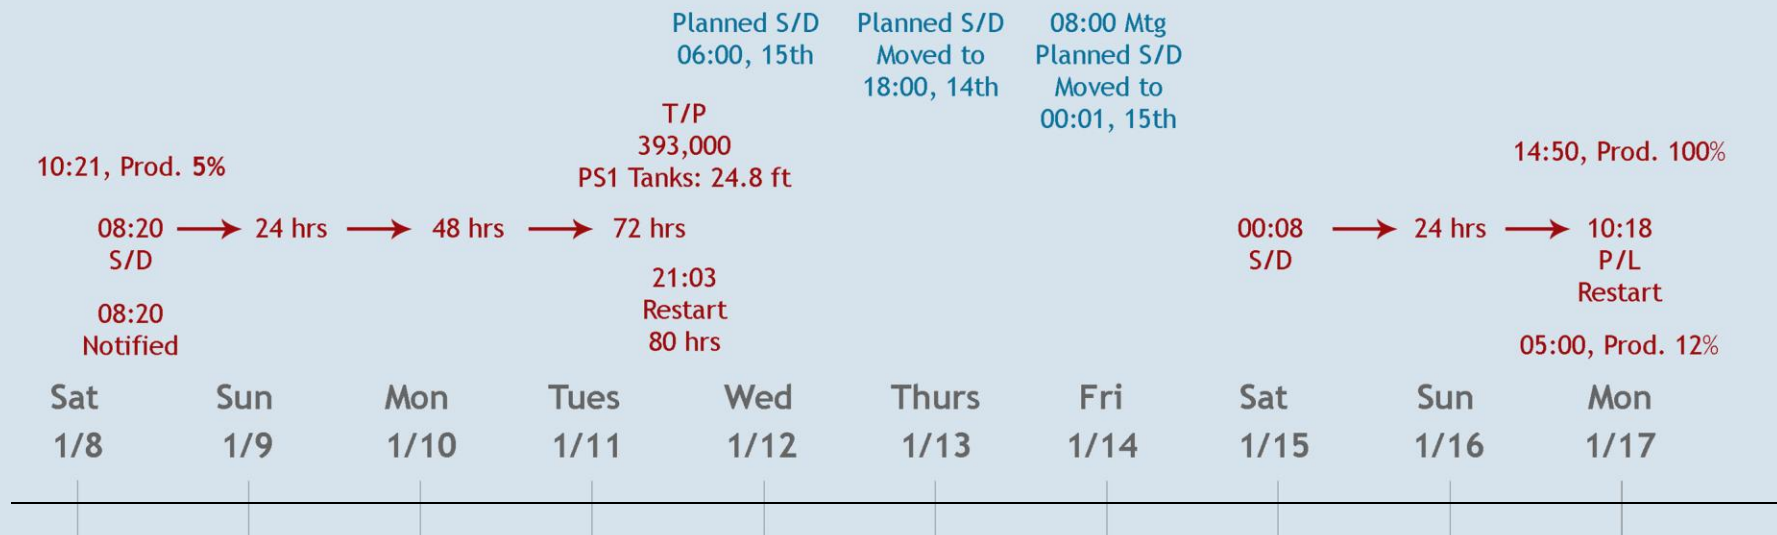 Planned S/D
06:00, 15th
Planned S/D
Moved to
18:00, 14th
08:00 Mtg
Planned S/D
Moved to
00:01, 15th
T/P
393,000
PS1 Tanks: 24.8 ft
10:21, Prod. 5%
14:50, Prod. 100%
08:20
S/D
24 hrs
48 hrs
72 hrs
00:08
S/D
24 hrs
10:18
P/L
Restart
08:20
Notified
21:03
Restart
80 hrs
05:00, Prod. 12%
Sat
1/8
Sun
1/9
Mon
1/10
Tues
1/11
Wed
1/12
Thurs
1/13
Fri
1/14
Sat
1/15
Sun
1/16
Mon
1/17